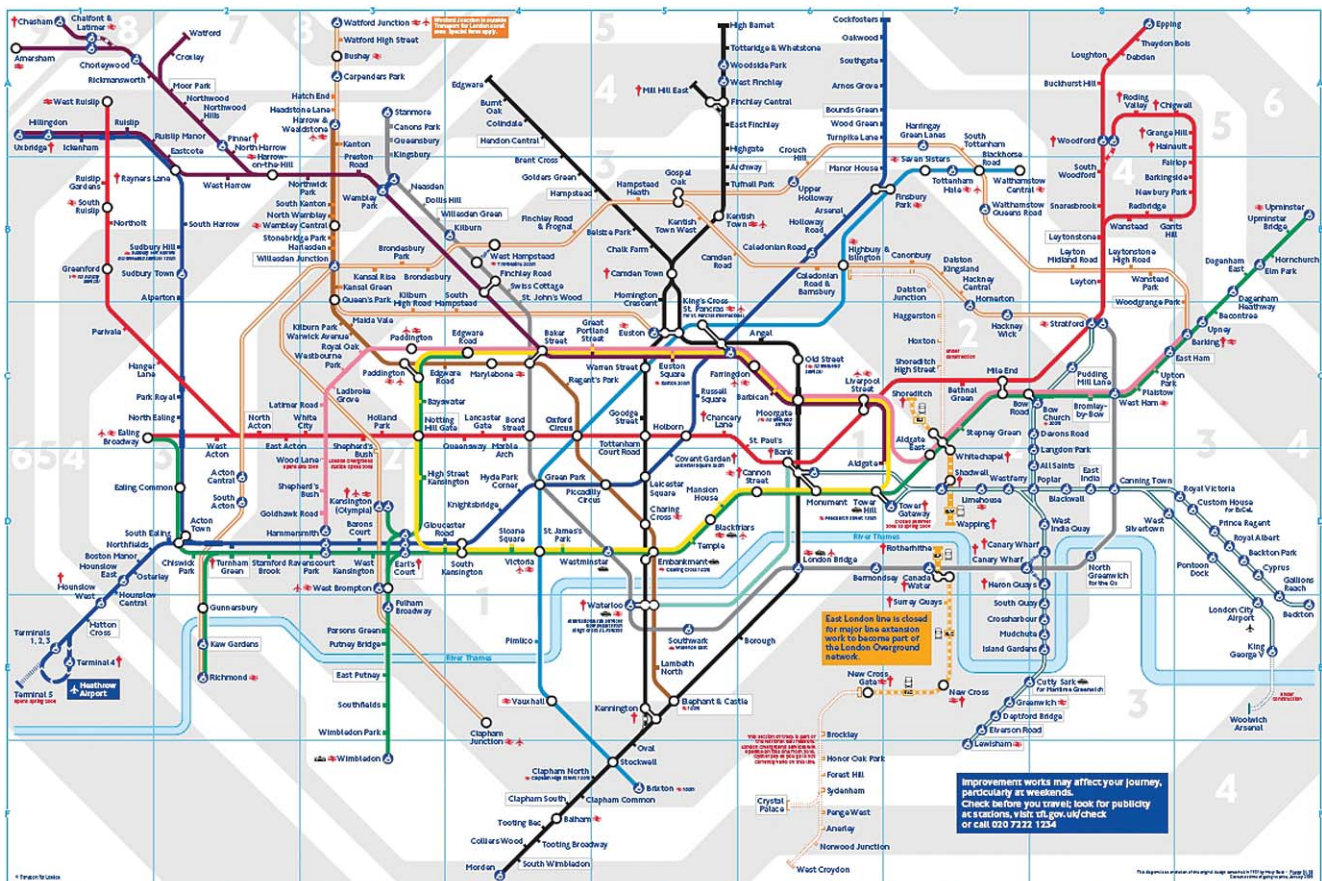 Chesham
Chalfont &
Latimer
Watford
Amersham
Croxley
Chorleywood
Rickmansworth
Moor Park
Northwood
Northwood
Hills
West Ruislip
Hillingdon
Ruislip
Uxbridge
Ickenham
Ruislip Manor
Eastcote
Pinner
North Harrow
Harrow-
on-the-Hill
Ruislip
Gardens
Rayners Lane
West Harrow
South
Ruislip
Northolt
South Harrow
Greenford
Sudbury Hill
Sudbury Town
Alperton
Perivale
Hanger
Lane
Park Royal
North Ealing
Ealing
Broadway
Watford Junction
Watford High Street
Bushey
Carpenders Park
Hatch End
Headstone Lane
Harrow &
Wealdstone
Kenton
Preston
Road
Northwick
Park
South Kenton
North Wembley
Wembley Central
Stonebridge Park
Harlesden
Willesden Junction
Kensal Rise
Kensal Green
Queen's Park
Stanmore
Canons Park
Queensbury
Kingsbury
Wembley
Park
Neasden
Dollis Hill
Willesden Green
Kilburn
West Hampstead
Finchley Road
Swiss Cottage
St. John's Wood
Brondesbury
Park
Brondesbury
Kilburn
High Road
South
Hampstead
Maida Vale
Kilburn Park
Warwick Avenue
Royal Oak
Westbourne
Park
Ladbroke
Grove
Latimer Road
Edgware
Burnt
Oak
Colindale
Hendon Central
Brent Cross
Golders Green
Hampstead
Belsize Park
Chalk Farm
Camden Town
Mornington
Crescent
Finchley Road
& Frognal
Hampstead
Heath
Gospel
Oak
Kentish
Town West
Camden
Road
High Barnet
Totteridge & Whetstone
Woodside Park
West Finchley
Mill Hill East
Finchley Central
East Finchley
Highgate
Archway
Tufnell Park
Kentish
Town
Crouch
Hill
Upper
Holloway
Cockfosters
Oakwood
Southgate
Arnos Grove
Bounds Green
Wood Green
Turnpike Lane
Manor House
Harringay
Green Lanes
South
Tottenham
Seven Sisters
Tottenham
Hale
Blackhorse
Road
Walthamstow
Central
Walthamstow
Queens Road
Finsbury
Park
Arsenal
Holloway
Road
Caledonian Road
Highbury &
Islington
Caledonian
Road &
Barnsbury
Canonbury
Dalston
Kingsland
Dalston
Junction
Hackney
Central
Homerton
Hackney
Wick
Haggerston
Hoxton
Shoreditch
High Street
Leyton
Midland Road
Epping
Theydon Bois
Loughton
Debden
Buckhurst Hill
Roding
Valley
Chigwell
Woodford
Grange Hill
Hainault
Fairlop
Barkingside
Newbury Park
South
Woodford
Snaresbrook
Redbridge
Wanstead
Gants
Hill
Leytonstone
Leytonstone
High Road
Leyton
Wanstead
Park
Woodgrange Park
Stratford
Upminster
Upminster
Bridge
Hornchurch
Elm Park
Dagenham
East
Dagenham
Heathway
Becontree
Upney
Barking
East Ham
Upton
Park
Plaistow
West Ham
Paddington
Paddington
Edgware
Road
Edgware
Road
Marylebone
Baker
Street
Great
Portland
Street
Regent's Park
Warren Street
Euston
Euston
Square
King's Cross
St. Pancras
Angel
Old Street
Farringdon
Barbican
Russell
Square
Goodge
Street
Moorgate
Liverpool
Street
Shoreditch
Bethnal
Green
Mile End
Bow
Road
Bow
Church
Pudding
Mill Lane
Bromley-
by-Bow
Stepney Green
Devons Road
Langdon Park
All Saints
Poplar
Bayswater
Notting
Hill Gate
Lancaster
Gate
Queensway
Marble
Arch
Bond
Street
Oxford
Circus
Tottenham
Court Road
Holborn
Chancery
Lane
St. Paul's
Bank
Covent Garden
Cannon
Street
Mansion
House
Monument
Aldgate
Aldgate
East
Whitechapel
Shadwell
Limehouse
Westferry
Blackwall
East
India
Canning Town
Royal Victoria
Custom House
for ExCeL
Prince Regent
Royal Albert
Beckton Park
Cyprus
Gallions
Reach
Beckton
West
Silvertown
Pontoon
Dock
London City
Airport
King
George V
Woolwich
Arsenal
North
Acton
East Acton
White
City
Wood Lane
Shepherd's
Bush
Shepherd's
Bush
Holland
Park
West
Acton
Ealing Common
Acton
Central
South
Acton
Acton
Town
South Ealing
Northfields
Boston Manor
Hounslow
East
Osterley
Hounslow
West
Hounslow
Central
Hatton
Cross
Terminals
1, 2, 3
Terminal 4
Terminal 5
Heathrow
Airport
Chiswick
Park
Turnham
Green
Stamford
Brook
Ravenscourt
Park
Goldhawk Road
Hammersmith
Barons
Court
West
Kensington
Kensington
(Olympia)
High Street
Kensington
Earl's
Court
Gloucester
Road
South
Kensington
Knightsbridge
Hyde Park
Corner
Green Park
Piccadilly
Circus
Leicester
Square
Charing
Cross
Sloane
Square
Victoria
St. James's
Park
Westminster
Embankment
Temple
Blackfriars
Tower
Hill
Tower
Gateway
River Thames
London Bridge
Bermondsey
Canada
Water
Rotherhithe
Wapping
Surrey Quays
West
India Quay
Canary Wharf
Canary Wharf
Heron Quays
South Quay
Crossharbour
Mudchute
Island Gardens
North
Greenwich
for the O2
Cutty Sark
for Maritime Greenwich
Greenwich
Deptford Bridge
Elverson Road
Lewisham
Gunnersbury
Kew Gardens
Richmond
West Brompton
Fulham
Broadway
Parsons Green
Putney Bridge
East Putney
Southfields
Wimbledon Park
Wimbledon
Clapham
Junction
Pimlico
River Thames
Vauxhall
Waterloo
Southwark
Borough
Lambeth
North
Elephant & Castle
Kennington
Oval
Stockwell
Brixton
Clapham North
Clapham Common
Clapham South
Balham
Tooting Bec
Tooting Broadway
Colliers Wood
South Wimbledon
Morden
East London line is closed
for major line extension
work to become part of
the London Overground
network.
New Cross
Gate
New Cross
Brockley
Honor Oak Park
Forest Hill
Sydenham
Crystal
Palace
Penge West
Anerley
Norwood Junction
West Croydon
Improvement works may affect your journey,
particularly at weekends.
Check before you travel; look for publicity
at stations, visit tfl.gov.uk/check
or call 020 7222 1234